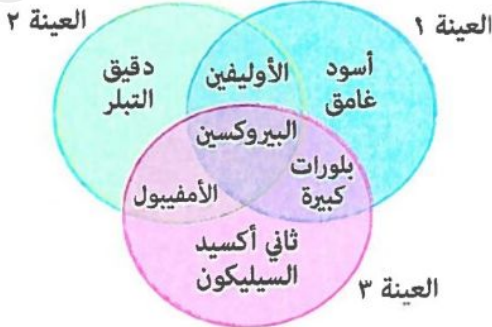 العينة ١
العينة ٢
أسود
غامق
الأوليفين
دقيق
التبلر
البيروكسين
بلورات
كبيرة
الأمفيبول
ثاني أكسيد
السيليكون
العينة ٣